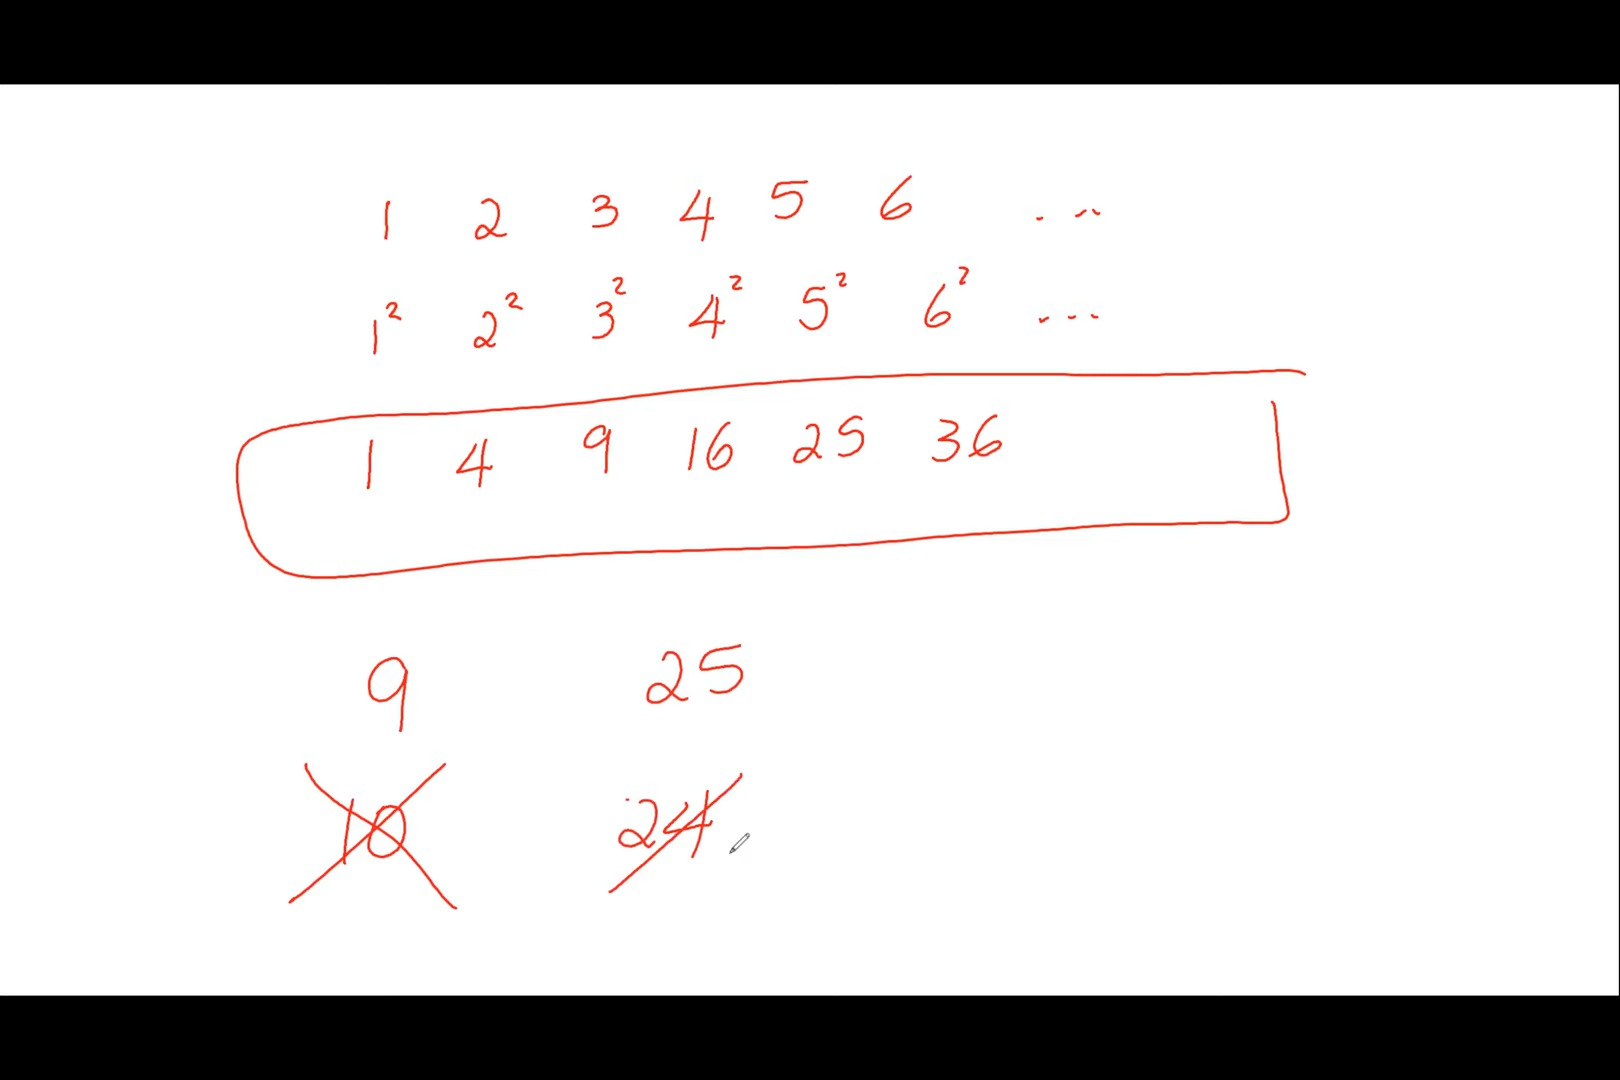 1 2 3 4 5 6 ...
1² 2² 3² 4² 5² 6² ...
1 4 9 16 25 36
9 25
10 24